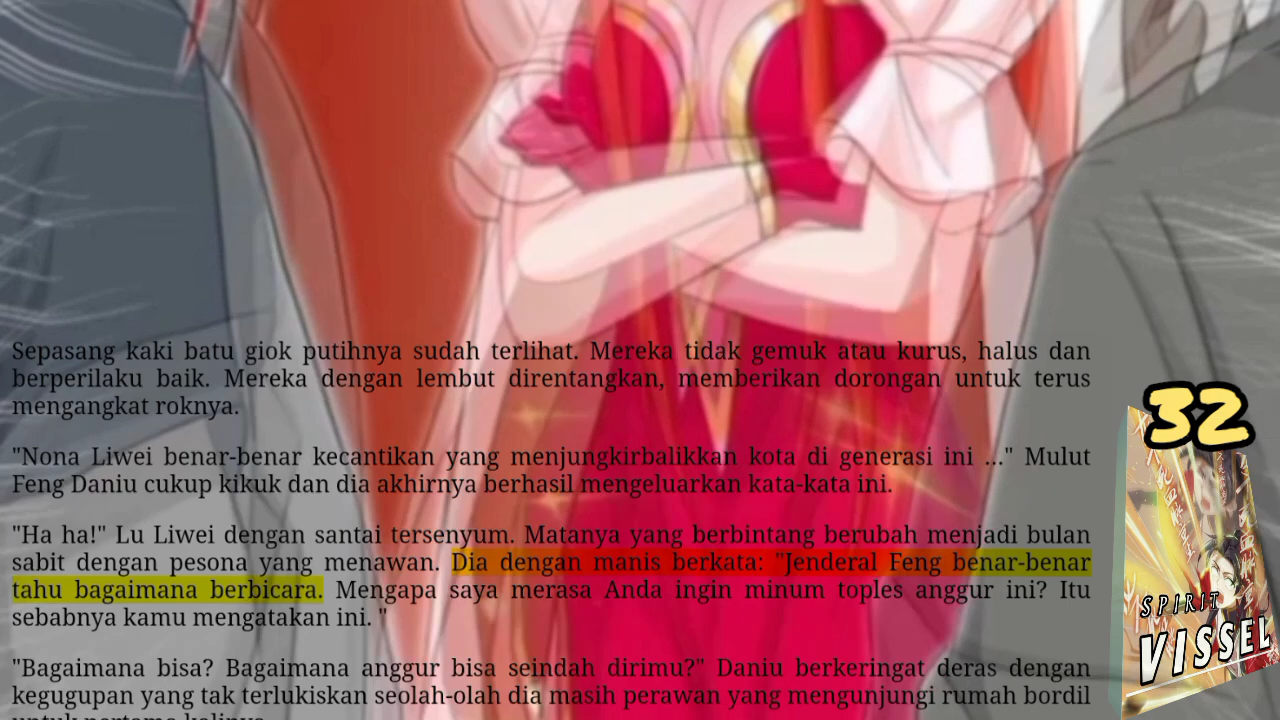 Sepasang kaki batu giok putihnya sudah terlihat. Mereka tidak gemuk atau kurus, halus dan
berperilaku baik. Mereka dengan lembut direntangkan, memberikan dorongan untuk terus
mengangkat roknya.
"Nona Liwei benar-benar kecantikan yang menjungkirbalikkan kota di generasi ini ..." Mulut
Feng Daniu cukup kikuk dan dia akhirnya berhasil mengeluarkan kata-kata ini.
"Ha ha!" Lu Liwei dengan santai tersenyum. Matanya yang berbintang berubah menjadi bulan
sabit dengan pesona yang menawan. Dia dengan manis berkata: "Jenderal Feng benar-benar
tahu bagaimana berbicara. Mengapa saya merasa Anda ingin minum toples anggur ini? Itu
sebabnya kamu mengatakan ini. "
"Bagaimana bisa? Bagaimana anggur bisa seindah dirimu?" Daniu berkeringat deras dengan
kegugupan yang tak terlukiskan seolah-olah dia masih perawan yang mengunjungi rumah bordil
32
SPIRIT
VISSEL